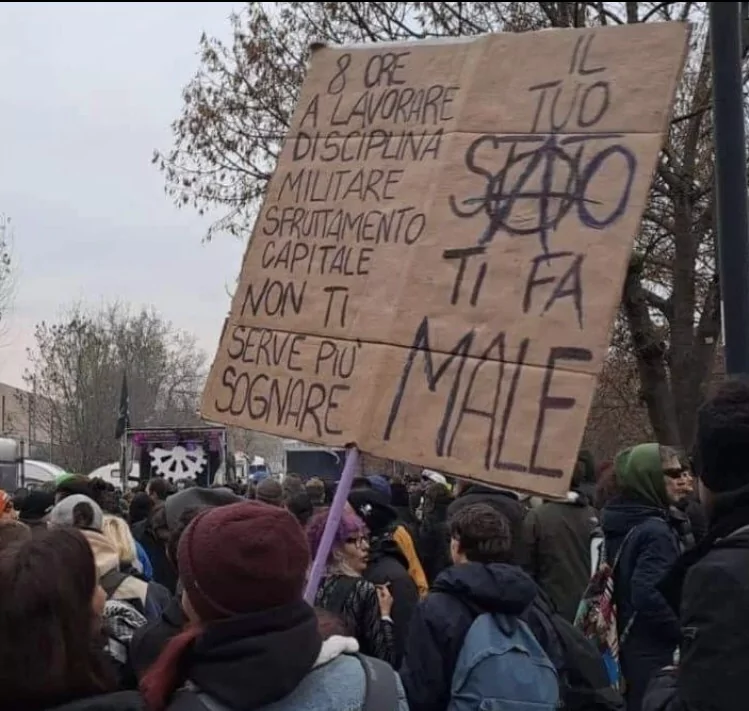 8 ORE
A LAVORARE
DISCIPLINA
MILITARE
SFRUTTAMENTO
CAPITALE
NON TI
SERVE PIU'
SOGNARE
IL
TUO
STATO
TI FA
MALE